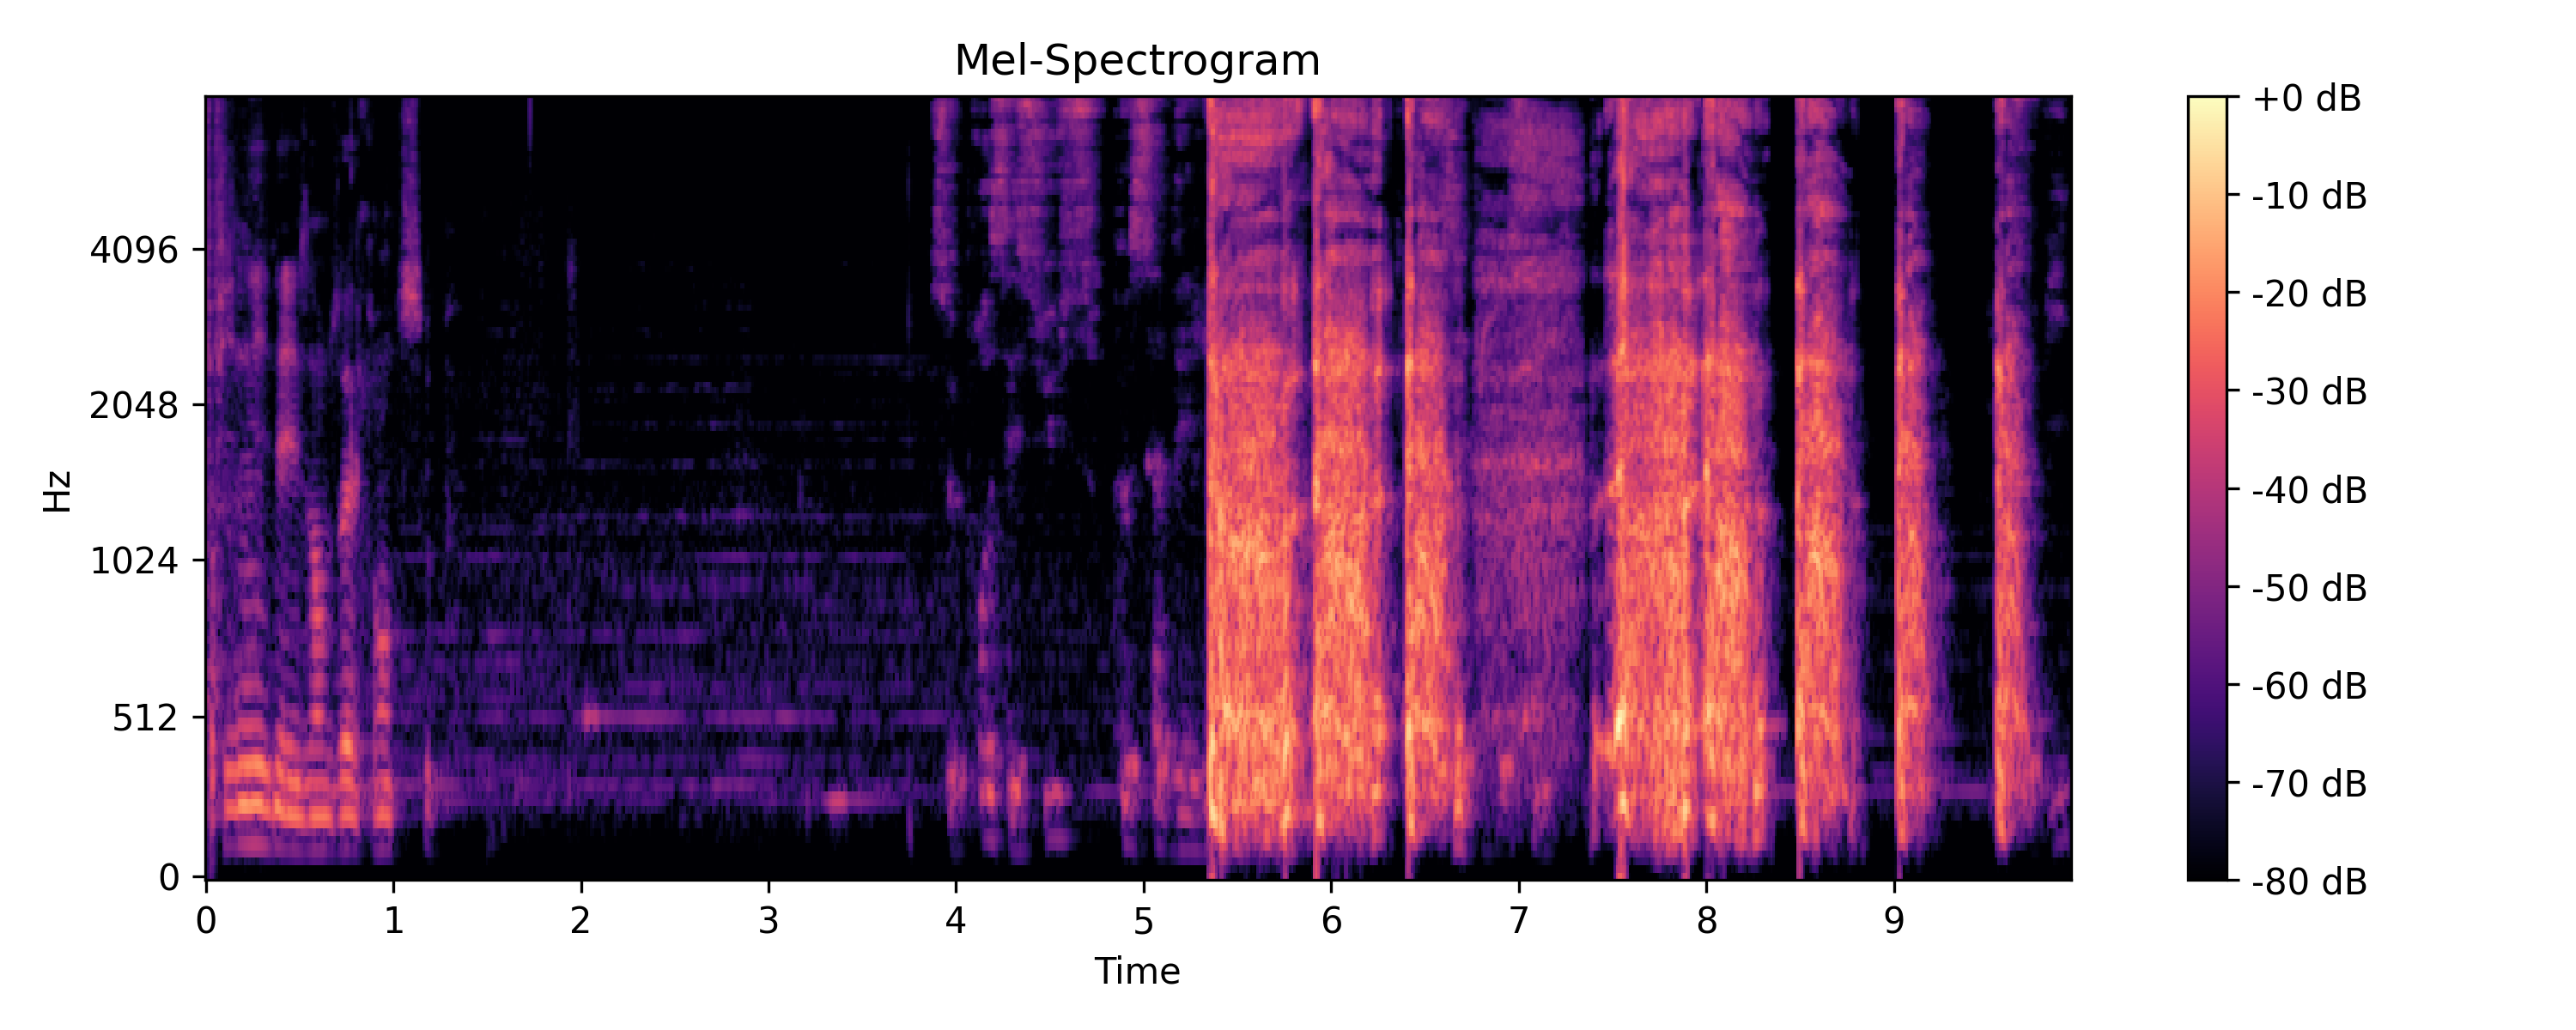 Mel-Spectrogram
+0 dB
-10 dB
-20 dB
-30 dB
-40 dB
-50 dB
-60 dB
-70 dB
-80 dB
Hz
4096
2048
1024
512
0
0 1 2 3 4 5 6 7 8 9
Time